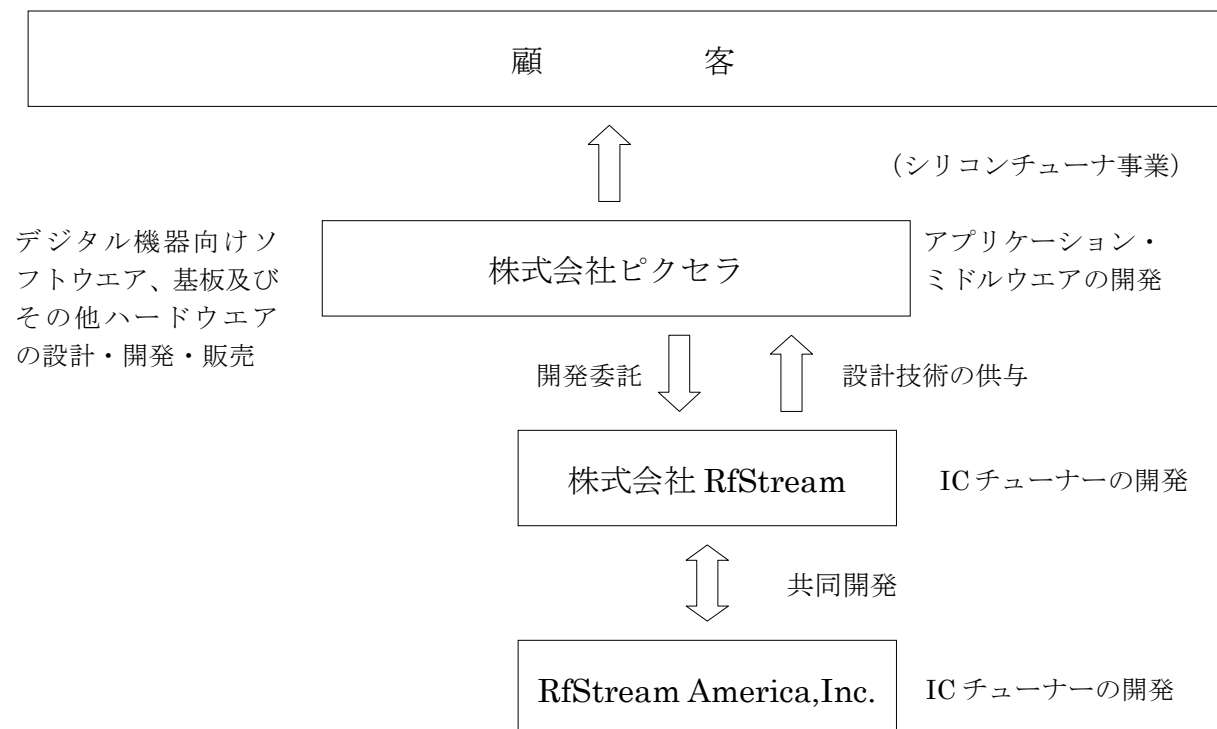 顧客
(シリコンチューナ事業)
デジタル機器向けソ
フトウエア、基板及び
その他ハードウエア
の設計・開発・販売
株式会社ピクセラ
アプリケーション・
ミドルウエアの開発
開発委託
設計技術の供与
株式会社 RfStream
IC チューナーの開発
共同開発
RfStream America,Inc.
IC チューナーの開発